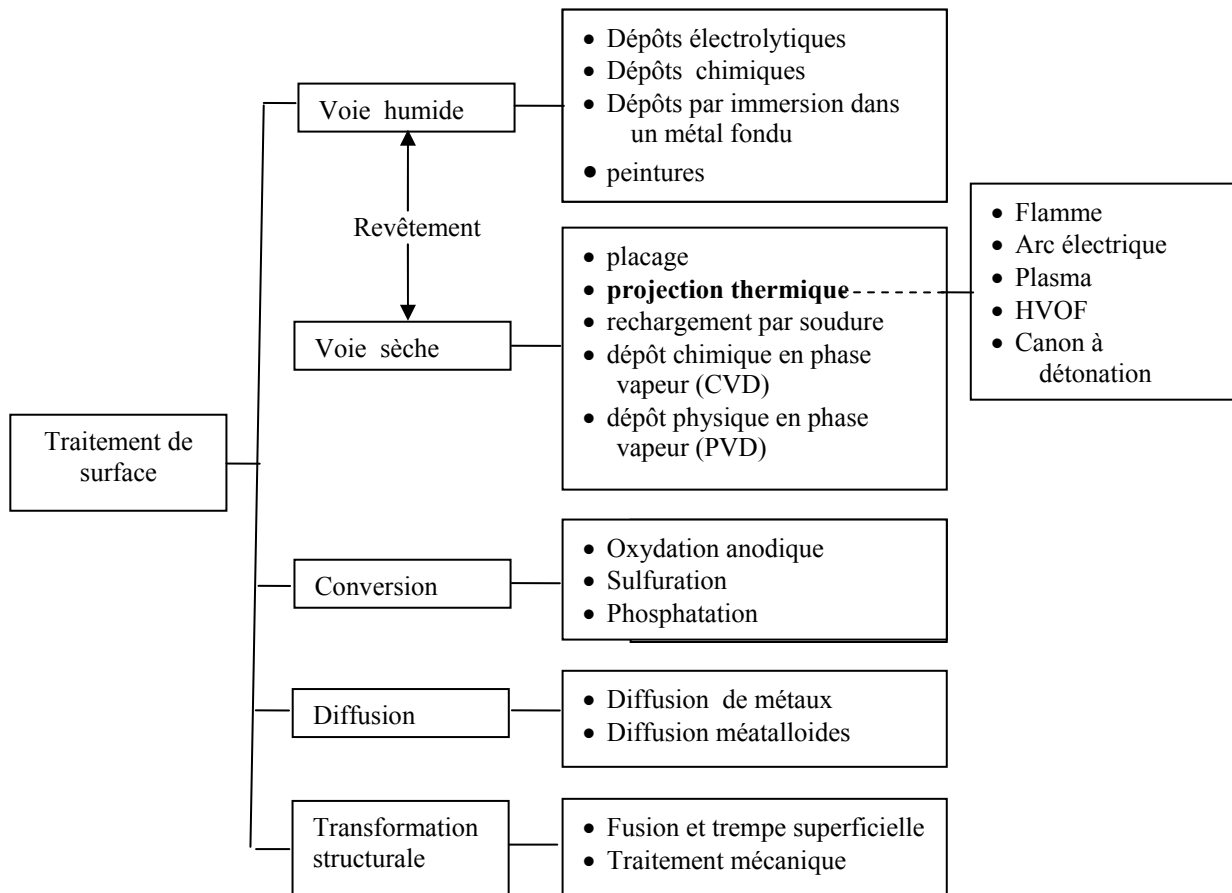 Traitement de
surface
Voie humide
Revêtement
Voie sèche
Conversion
Diffusion
Transformation
structurale
• Dépôts électrolytiques
• Dépôts chimiques
• Dépôts par immersion dans
un métal fondu
• peintures
• placage
• projection thermique
• rechargement par soudure
• dépôt chimique en phase
vapeur (CVD)
• dépôt physique en phase
vapeur (PVD)
• Flamme
• Arc électrique
• Plasma
• HVOF
• Canon à
détonation
• Oxydation anodique
• Sulfuration
• Phosphatation
• Diffusion de métaux
• Diffusion méatalloides
• Fusion et trempe superficielle
• Traitement mécanique